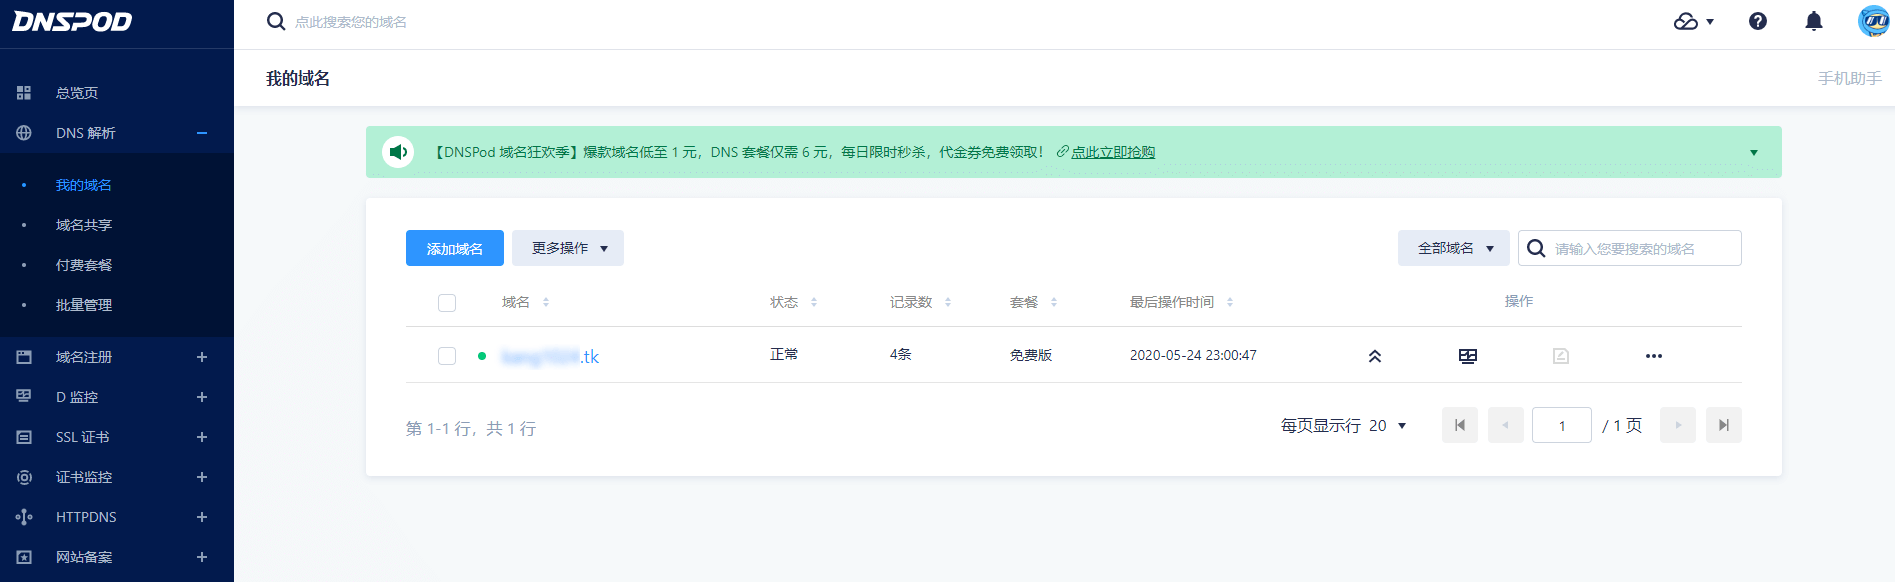 DNSPOD
点此搜索您的域名
我的域名
手机助手
总览页
DNS 解析
我的域名
域名共享
付费套餐
批量管理
域名注册
D 监控
SSL 证书
证书监控
HTTPDNS
网站备案
【DNSPod 域名狂欢季】爆款域名低至 1 元，DNS 套餐仅需 6 元，每日限时秒杀，代金券免费领取！ 点此立即抢购
添加域名 更多操作 全部域名 请输入您要搜索的域名
域名 状态 记录数 套餐 最后操作时间 操作
.tk 正常 4条 免费版 2020-05-24 23:00:47
第 1-1 行，共 1 行 每页显示行 20 1 / 1 页